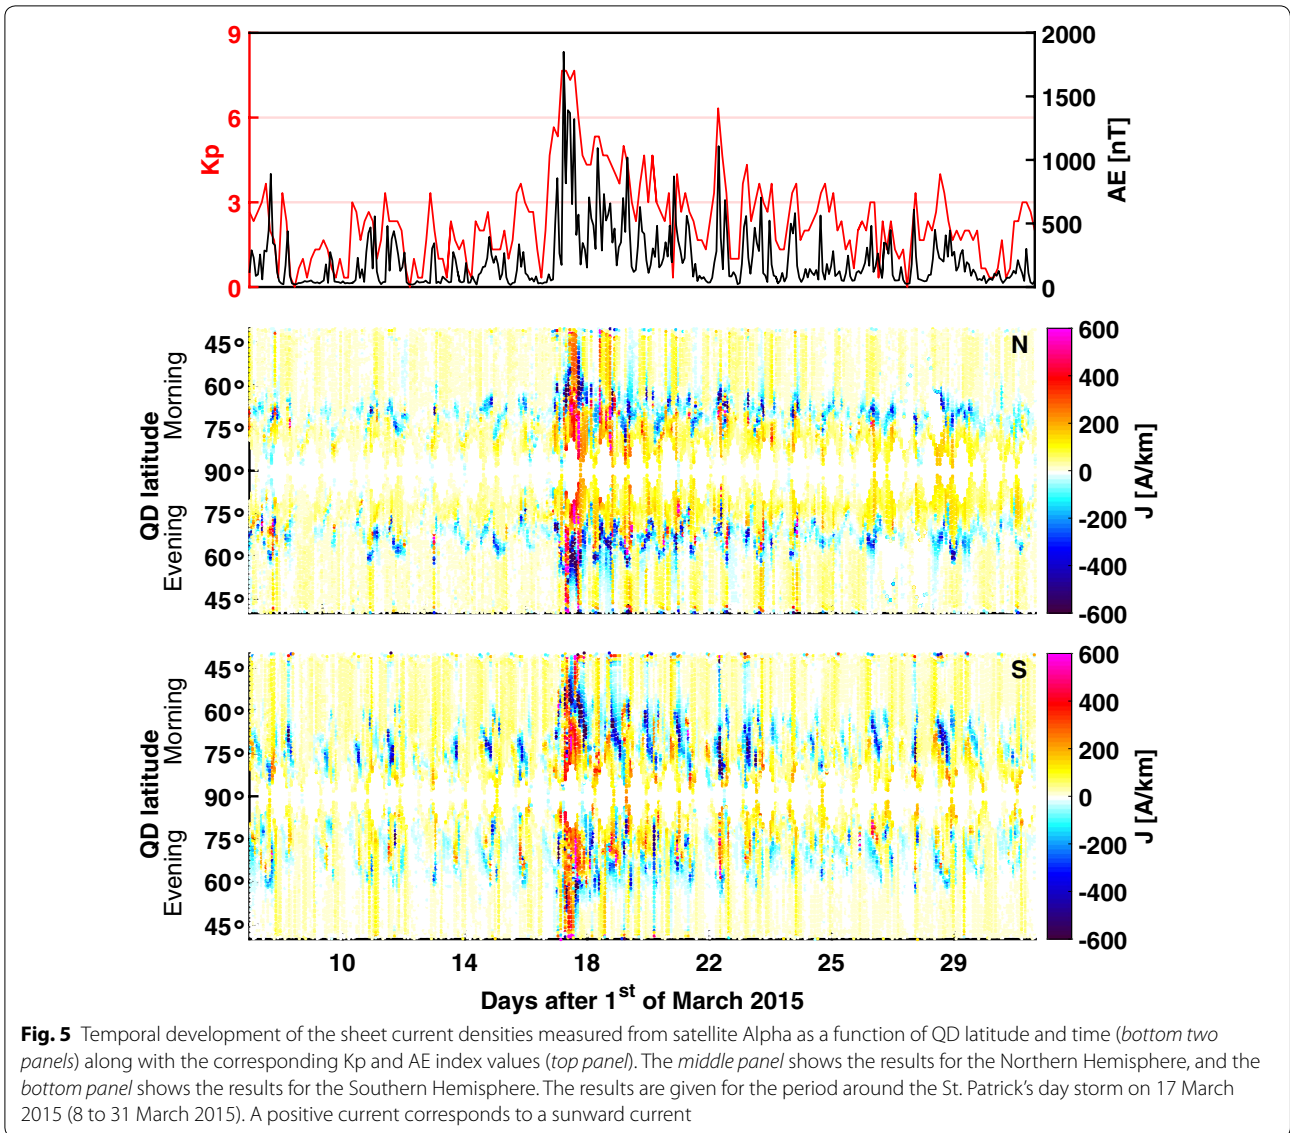 9
6
3
0
Kp
2000
1500
1000
500
0
AE [nT]
N
45°
60°
75°
90°
75°
60°
45°
QD latitude
Morning
Evening
600
400
200
0
-200
-400
-600
J [A/km]
S
45°
60°
75°
90°
75°
60°
45°
QD latitude
Morning
Evening
600
400
200
0
-200
-400
-600
J [A/km]
10 14 18 22 25 29
Days after 1st of March 2015
Fig. 5 Temporal development of the sheet current densities measured from satellite Alpha as a function of QD latitude and time (bottom two
panels) along with the corresponding Kp and AE index values (top panel). The middle panel shows the results for the Northern Hemisphere, and the
bottom panel shows the results for the Southern Hemisphere. The results are given for the period around the St. Patrick's day storm on 17 March
2015 (8 to 31 March 2015). A positive current corresponds to a sunward current